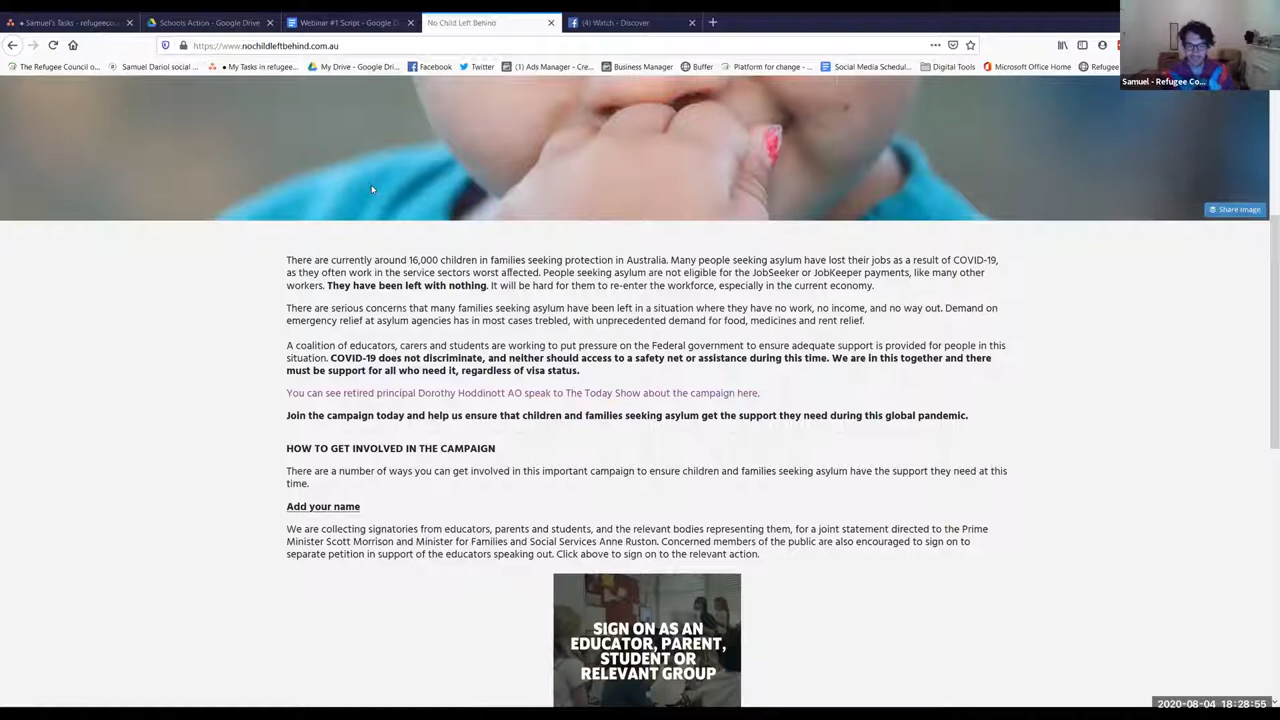 Samuel's Tasks - refugeecou
Schools Action - Google Drive
Webinar #1 Script - Google D
No Child Left Behind
(4) Watch - Discover
https://www.nochildleftbehind.com.au
The Refugee Council o...
Samuel Dariol social ...
My Tasks in refugee...
My Drive - Google Dri...
Facebook
Twitter
(1) Ads Manager - Cre...
Business Manager
Buffer
Platform for change - ...
Social Media Schedul...
Digital Tools
Microsoft Office Home
Refugee
Samuel - Refugee Co...
Share image
There are currently around 16,000 children in families seeking protection in Australia. Many people seeking asylum have lost their jobs as a result of COVID-19,
as they often work in the service sectors worst affected. People seeking asylum are not eligible for the JobSeeker or JobKeeper payments, like many other
workers. They have been left with nothing. It will be hard for them to re-enter the workforce, especially in the current economy.
There are serious concerns that many families seeking asylum have been left in a situation where they have no work, no income, and no way out. Demand on
emergency relief at asylum agencies has in most cases trebled, with unprecedented demand for food, medicines and rent relief.
A coalition of educators, carers and students are working to put pressure on the Federal government to ensure adequate support is provided for people in this
situation. COVID-19 does not discriminate, and neither should access to a safety net or assistance during this time. We are in this together and there
must be support for all who need it, regardless of visa status.
You can see retired principal Dorothy Hoddinott AO speak to The Today Show about the campaign here.
Join the campaign today and help us ensure that children and families seeking asylum get the support they need during this global pandemic.
HOW TO GET INVOLVED IN THE CAMPAIGN
There are a number of ways you can get involved in this important campaign to ensure children and families seeking asylum have the support they need at this
time.
Add your name
We are collecting signatories from educators, parents and students, and the relevant bodies representing them, for a joint statement directed to the Prime
Minister Scott Morrison and Minister for Families and Social Services Anne Ruston. Concerned members of the public are also encouraged to sign on to
separate petition in support of the educators speaking out. Click above to sign on to the relevant action.
SIGN ON AS AN
EDUCATOR, PARENT,
STUDENT OR
RELEVANT GROUP
2020-08-04 18:28:55